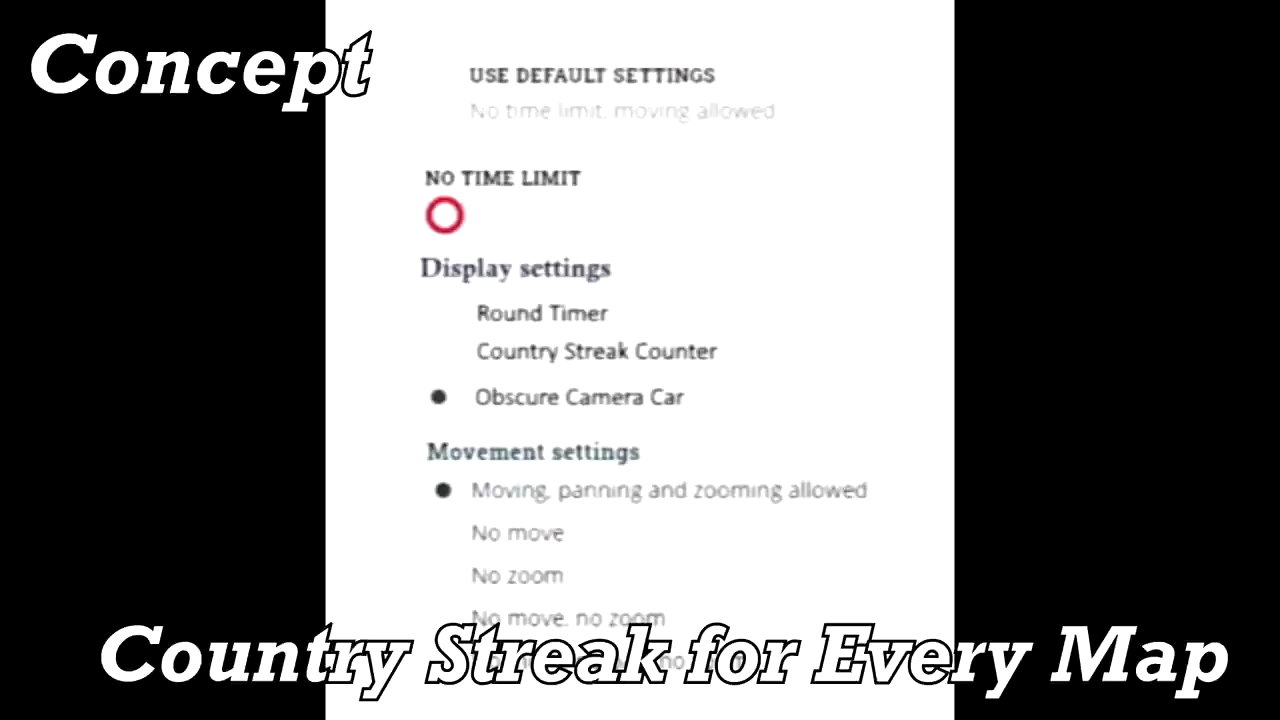 Concept
USE DEFAULT SETTINGS
No time limit, moving allowed
NO TIME LIMIT
Display settings
Round Timer
Country Streak Counter
Obscure Camera Car
Movement settings
Moving, panning and zooming allowed
No move
No zoom
No move, no zoom
Country Streak for Every Map